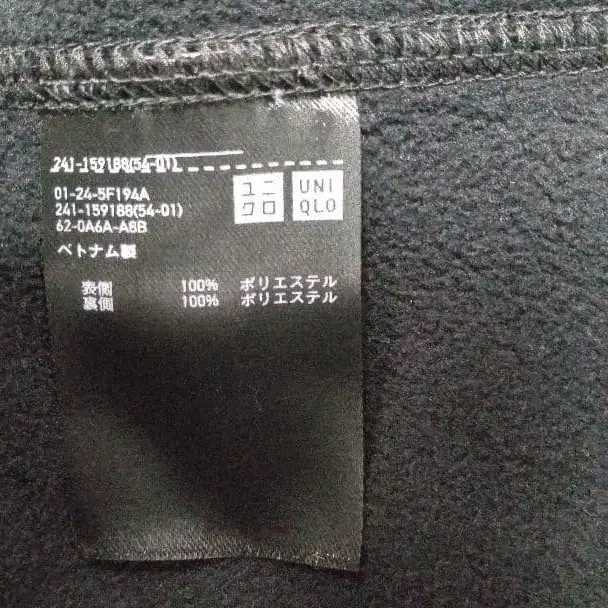 241-159188(54-01)
01-24-5F194A
241-159188(54-01)
62-0A6A-A8B
ユニ
クロ
UNI
QLO
ベトナム製
表側 100% ポリエステル
裏側 100% ポリエステル